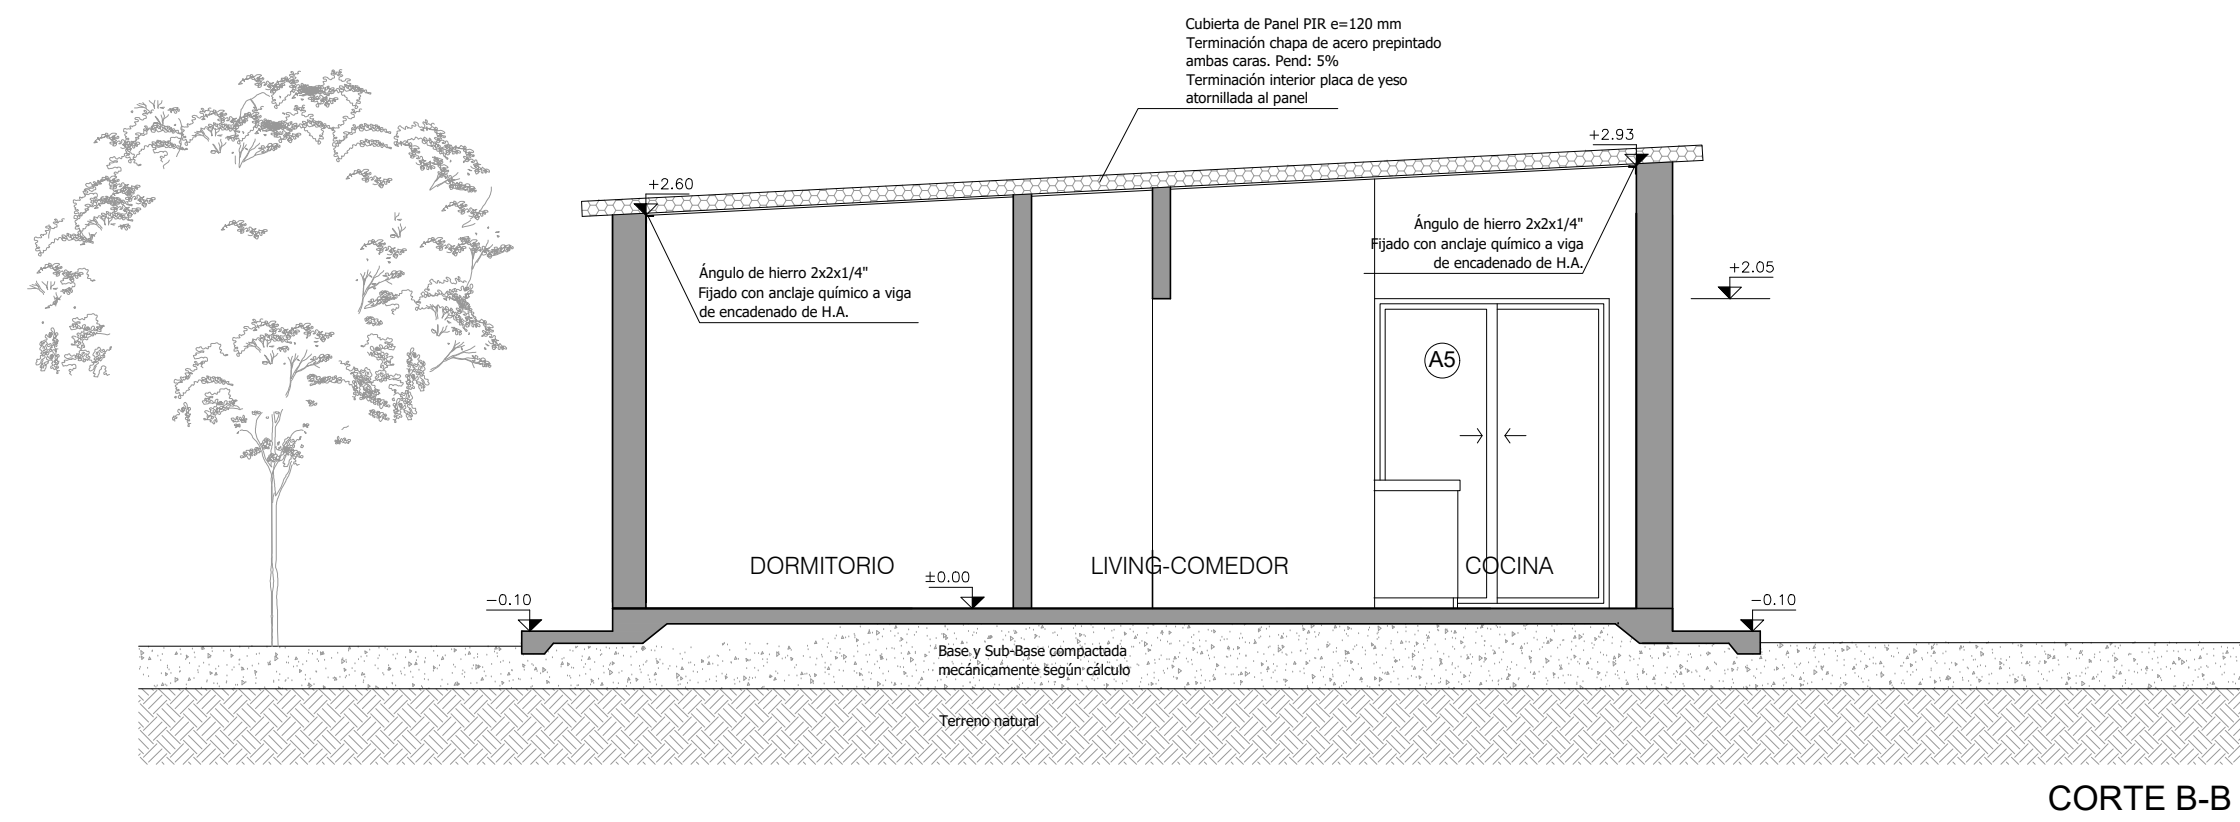 Cubierta de Panel PIR e=120 mm
Terminación chapa de acero prepintado
ambas caras. Pend: 5%
Terminación interior placa de yeso
atornillada al panel
+2.93
+2.60
Ángulo de hierro 2x2x1/4"
Fijado con anclaje químico a viga
de encadenado de H.A.
Ángulo de hierro 2x2x1/4"
Fijado con anclaje químico a viga
de encadenado de H.A.
+2.05
A5
DORMITORIO
LIVING-COMEDOR
COCINA
±0.00
−0.10
−0.10
Base y Sub-Base compactada
mecánicamente según cálculo
Terreno natural
CORTE B-B